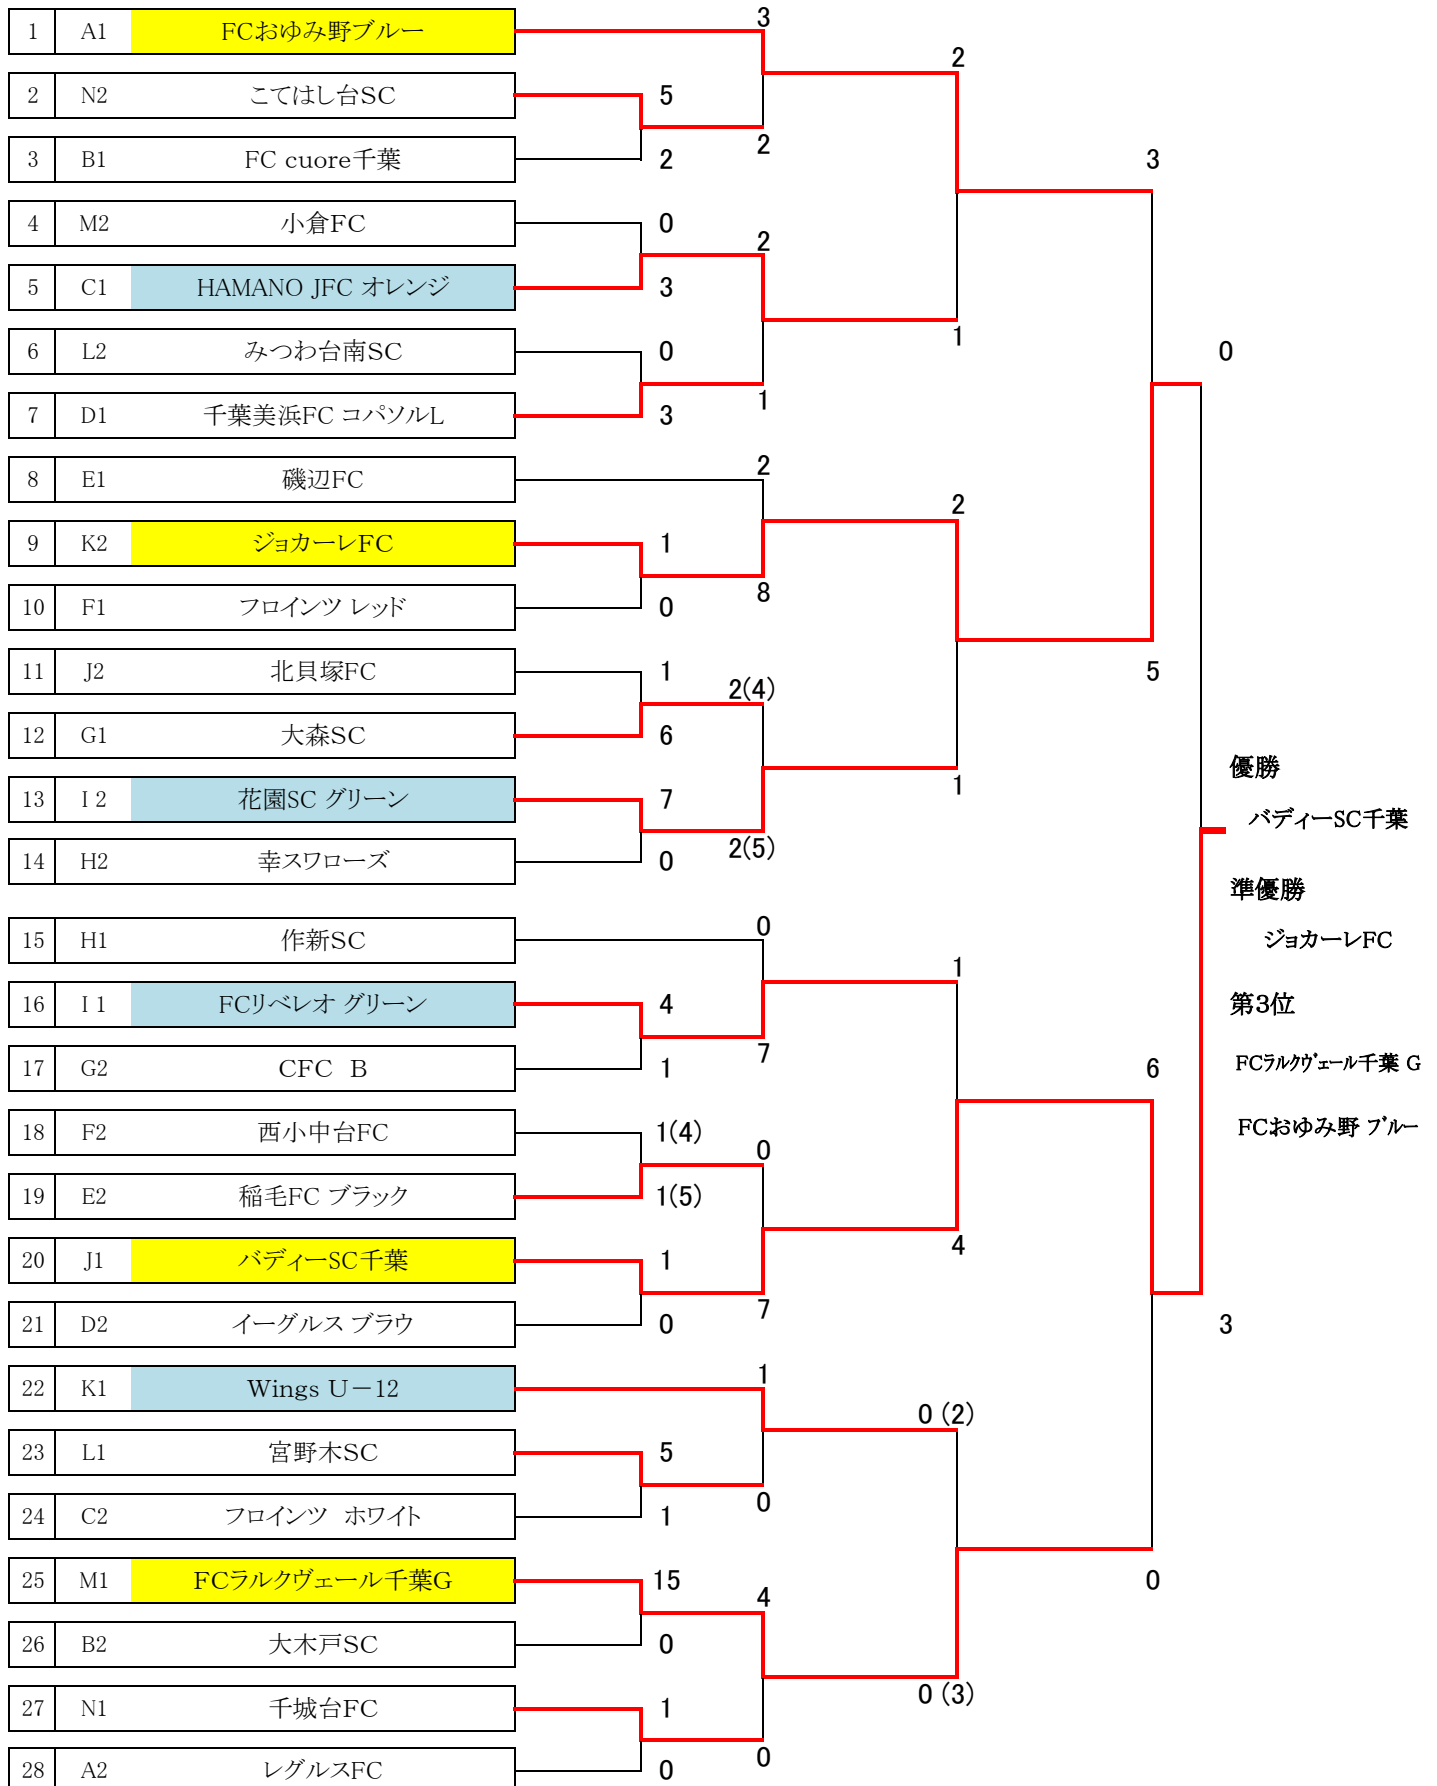 1 A1 FCおゆみ野ブルー
3
2
2 N2 こてはし台SC
5
3 B1 FC cuore千葉
2
2
3
4 M2 小倉FC
0
2
5 C1 HAMANO JFC オレンジ
3
1
6 L2 みつわ台南SC
0
0
7 D1 千葉美浜FC コパソルL
3
1
8 E1 磯辺FC
2
2
9 K2 ジョカーレFC
1
10 F1 フロインツ レッド
0
8
11 J2 北貝塚FC
1
2(4)
5
12 G1 大森SC
6
13 I 2 花園SC グリーン
7
1
14 H2 幸スワローズ
0
2(5)
優勝
バディーSC千葉
準優勝
ジョカーレFC
第3位
FCラルクヴェール千葉 G
FCおゆみ野 ブルー
15 H1 作新SC
0
1
16 I 1 FCリベレオ グリーン
4
17 G2 CFC B
1
7
6
18 F2 西小中台FC
1(4)
0
19 E2 稲毛FC ブラック
1(5)
20 J1 バディーSC千葉
1
4
21 D2 イーグルス ブラウ
0
7
3
22 K1 Wings U－12
1
0 (2)
23 L1 宮野木SC
5
24 C2 フロインツ ホワイト
1
0
25 M1 FCラルクヴェール千葉G
15
4
0
26 B2 大木戸SC
0
27 N1 千城台FC
1
0 (3)
28 A2 レグルスFC
0
0